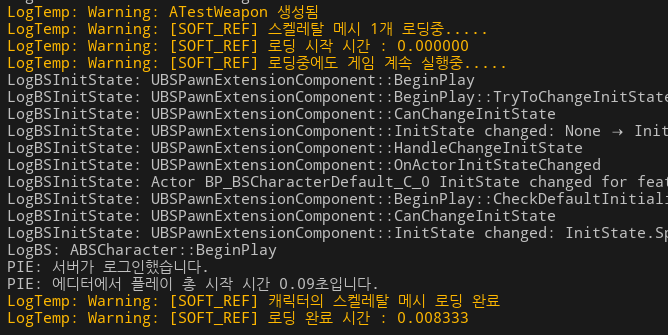 LogTemp: Warning: ATestWeapon 생성됨
LogTemp: Warning: [SOFT_REF] 스켈레탈 메시 1개 로딩중.....
LogTemp: Warning: [SOFT_REF] 로딩 시작 시간 : 0.000000
LogTemp: Warning: [SOFT_REF] 로딩중에도 게임 계속 실행중.....
LogBSInitState: UBSPawnExtensionComponent::BeginPlay
LogBSInitState: UBSPawnExtensionComponent::BeginPlay::TryToChangeInitState
LogBSInitState: UBSPawnExtensionComponent::CanChangeInitState
LogBSInitState: UBSPawnExtensionComponent::InitState changed: None → Init
LogBSInitState: UBSPawnExtensionComponent::HandleChangeInitState
LogBSInitState: UBSPawnExtensionComponent::OnActorInitStateChanged
LogBSInitState: Actor BP_BSCharacterDefault_C_0 InitState changed for feat
LogBSInitState: UBSPawnExtensionComponent::BeginPlay::CheckDefaultInitiali
LogBSInitState: UBSPawnExtensionComponent::CanChangeInitState
LogBSInitState: UBSPawnExtensionComponent::InitState changed: InitState.Sp
LogBS: ABSCharacter::BeginPlay
PIE: 서버가 로그인했습니다.
PIE: 에디터에서 플레이 총 시작 시간 0.09초입니다.
LogTemp: Warning: [SOFT_REF] 캐릭터의 스켈레탈 메시 로딩 완료
LogTemp: Warning: [SOFT_REF] 로딩 완료 시간 : 0.008333